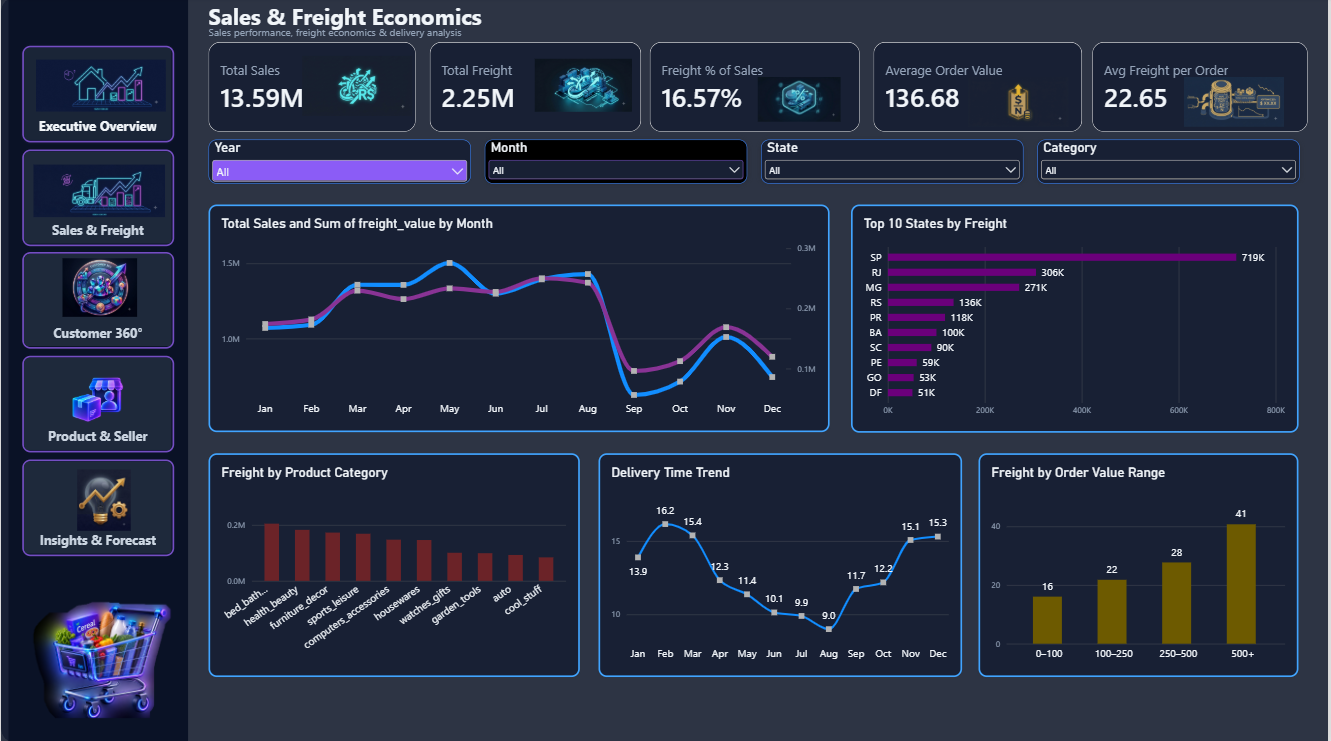 Sales & Freight Economics
Sales performance, freight economics & delivery analysis
Executive Overview
Sales & Freight
Customer 360°
Product & Seller
Insights & Forecast
Cereal
Total Sales
13.59M
RS
Total Freight
2.25M
Freight % of Sales
16.57%
Average Order Value
136.68
$
N
Avg Freight per Order
22.65
Year
All
Month
All
State
All
Category
All
Total Sales and Sum of freight_value by Month
1.5M
1.0M
0.3M
0.2M
0.1M
Jan Feb Mar Apr May Jun Jul Aug Sep Oct Nov Dec
Top 10 States by Freight
SP 719K
RJ 306K
MG 271K
RS 136K
PR 118K
BA 100K
SC 90K
PE 59K
GO 53K
DF 51K
0K 200K 400K 600K 800K
Freight by Product Category
0.2M
0.0M
bed_bath...
health_beauty
furniture_decor
sports_leisure
computers_accessories
housewares
watches_gifts
garden_tools
auto
cool_stuff
Delivery Time Trend
15
10
13.9 16.2 15.4 12.3 11.4 10.1 9.9 9.0 11.7 12.2 15.1 15.3
Jan Feb Mar Apr May Jun Jul Aug Sep Oct Nov Dec
Freight by Order Value Range
40
20
0
16 22 28 41
0–100 100–250 250–500 500+